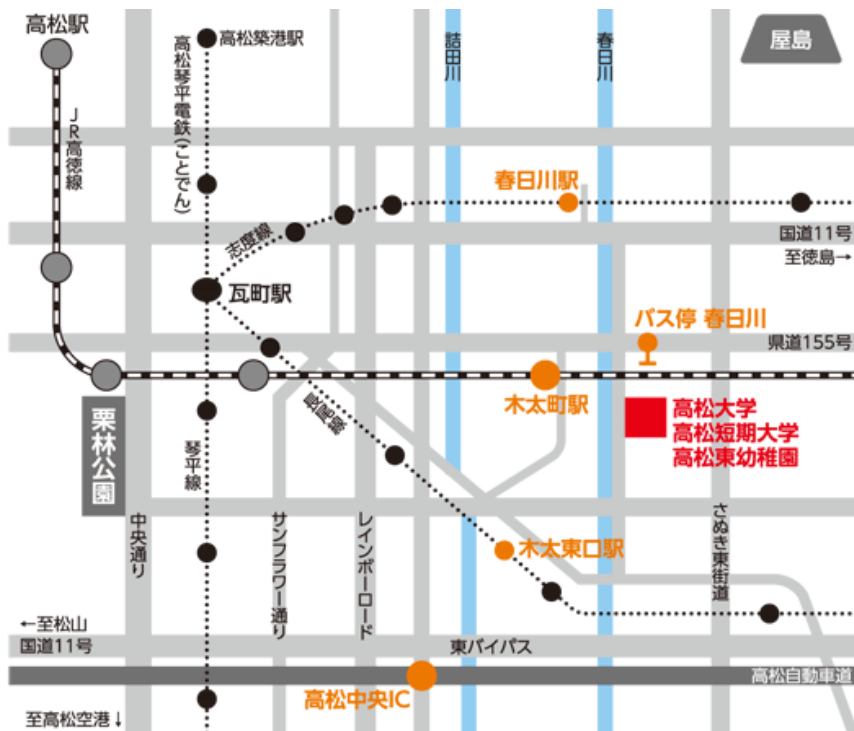 高松駅
高松築港駅
屋島
詰田川
春日川
高松琴平電鉄(ことでん)
JR高徳線
春日川駅
志度線
国道11号
至徳島→
瓦町駅
バス停 春日川
県道155号
木太町駅
栗林公園
長尾線
高松大学
高松短期大学
高松東幼稚園
琴平線
中央通り
サンフラワー通り
レインボーロード
さぬき東街道
木太東口駅
←至松山
国道11号
東バイパス
高松自動車道
高松中央IC
至高松空港↓